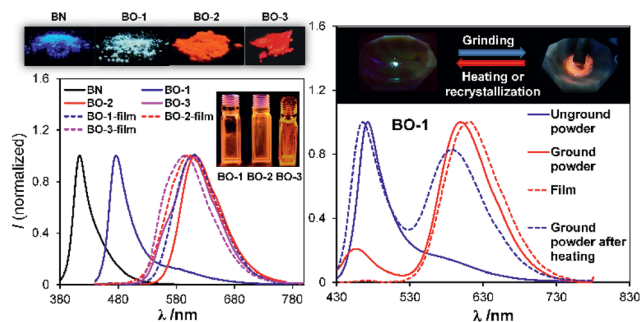 BN BO-1 BO-2 BO-3
1.6
1.2
0.8
0.4
0.0
I (normalized)
BN
BO-1
BO-2
BO-3
BO-1-film
BO-2-film
BO-3-film
BO-1 BO-2 BO-3
380 480 580 680 780
λ /nm
Grinding
Heating or
recrystallization
BO-1
Unground
powder
Ground
powder
Film
Ground
powder after
heating
1.6
1.2
0.8
0.4
0
430 530 630 730 830
λ /nm